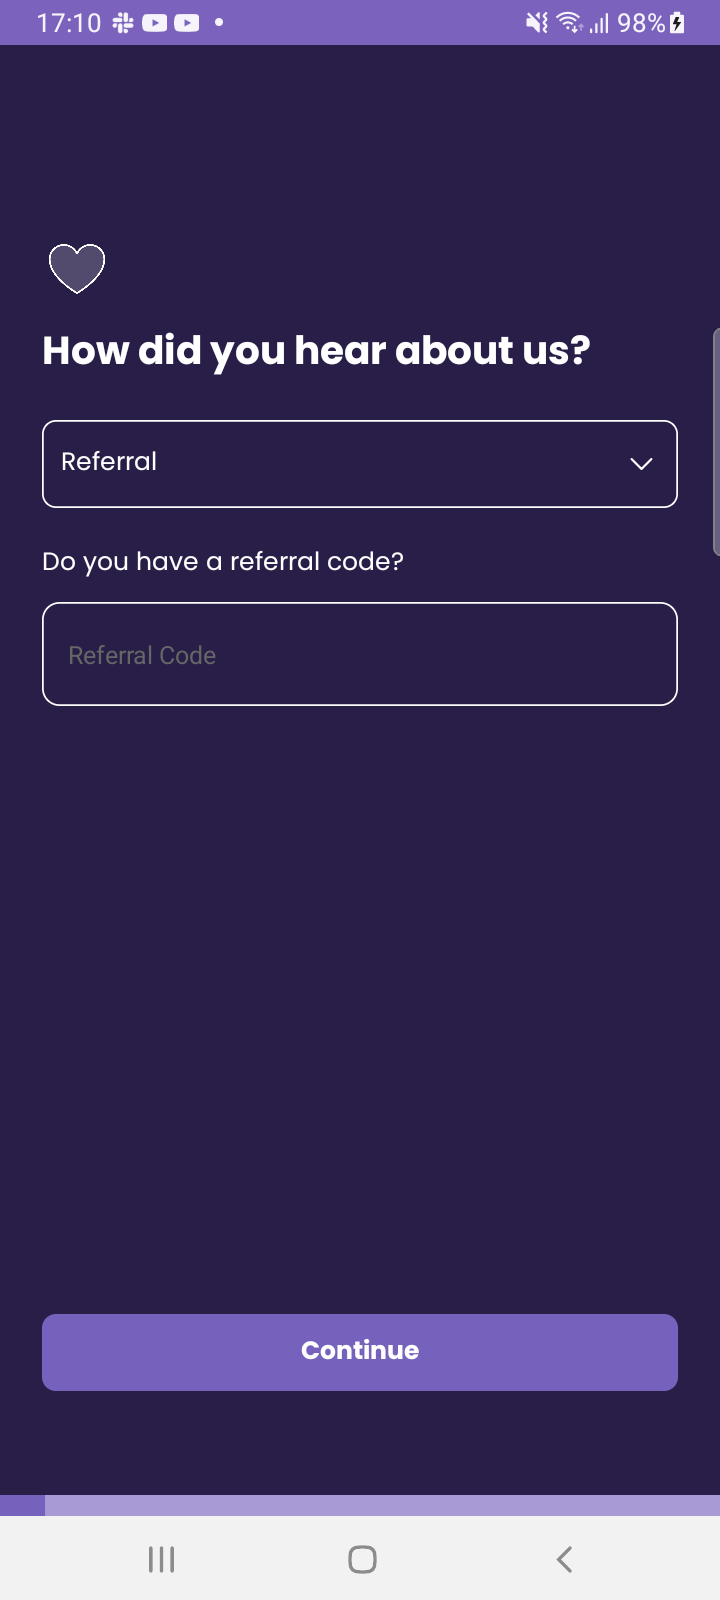 17:10 98%
How did you hear about us?
Referral
Do you have a referral code?
Referral Code
Continue